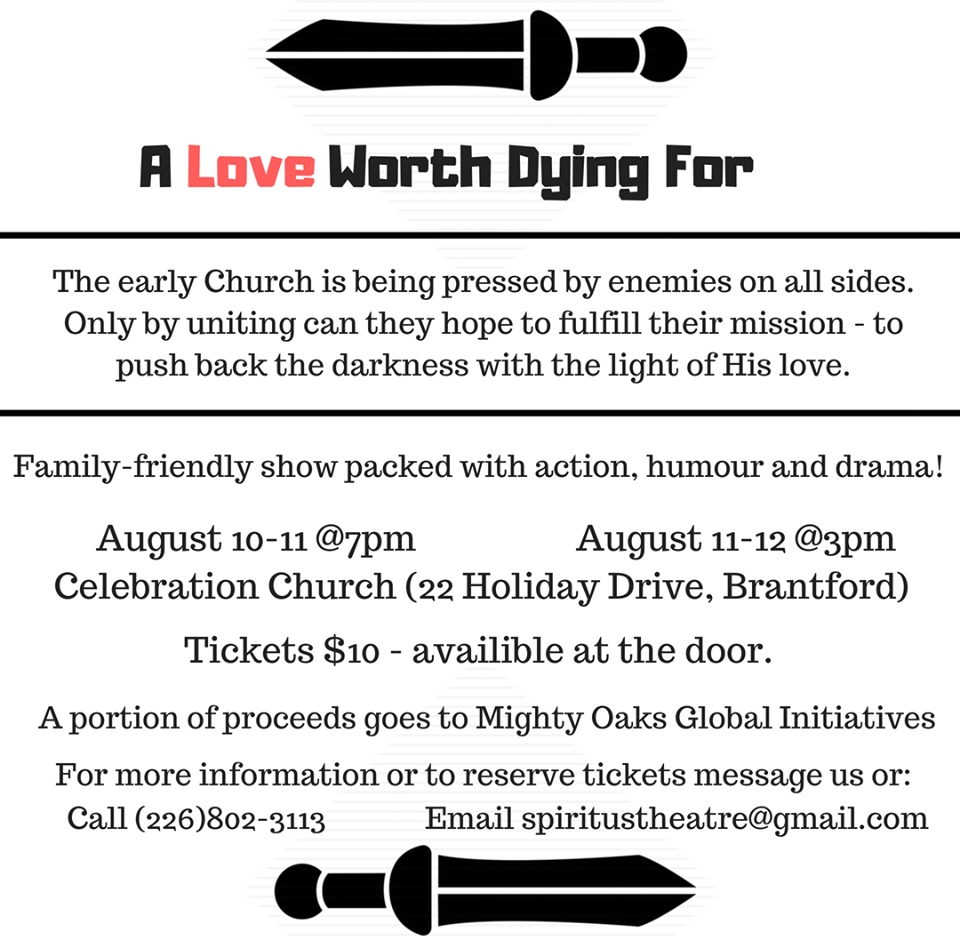 A Love Worth Dying For
The early Church is being pressed by enemies on all sides.
Only by uniting can they hope to fulfill their mission - to
push back the darkness with the light of His love.
Family-friendly show packed with action, humour and drama!
August 10-11 @7pm August 11-12 @3pm
Celebration Church (22 Holiday Drive, Brantford)
Tickets $10 - availible at the door.
A portion of proceeds goes to Mighty Oaks Global Initiatives
For more information or to reserve tickets message us or:
Call (226)802-3113 Email spiritustheatre@gmail.com